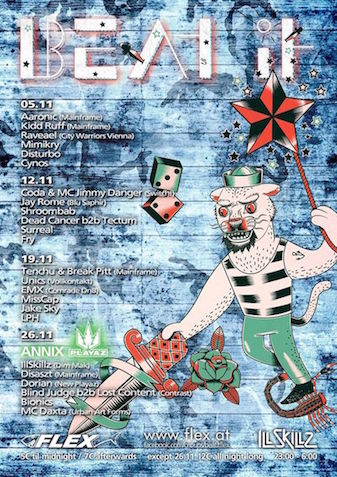 BEAT it
05.11
Aaronic (Mainframe)
Kidd Ruff (Mainframe)
Raveael (City Warriors Vienna)
Mimikry
Disturbo
Cynos
12.11
Coda & MC Jimmy Danger (Switch!)
Jay Rome (Blu Saphir)
Shroombab
Dead Cancer b2b Tectum
Surreal
Fry
19.11
Tenchu & Break Pitt (Mainframe)
Unics (Vollkontakt)
EMX (Comrade DnB)
MissCap
Jake Sky
LPH
26.11
ANNIX PLAYAZ
IllSkillz (Dim Mak)
Disaszt (Mainframe)
Dorian (New Playaz)
Blind Judge b2b Lost Content (Contrast)
Bionics
MC Daxta (Urban Art Forms)
FLEX www.flex.at ILLSKILLZ
5€ til midnight / 7€ afterwards except 26.11 12€ all night long 23:00 - 6:00